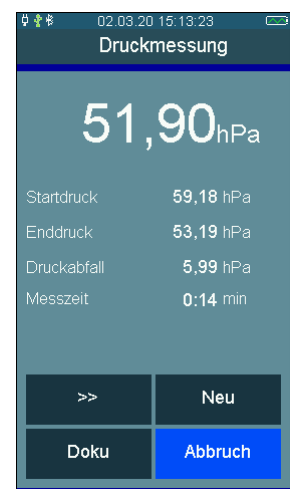 02.03.20 15:13:23
Druckmessung
51,90hPa
Startdruck 59,18 hPa
Enddruck 53,19 hPa
Druckabfall 5,99 hPa
Messzeit 0:14 min
>> Neu
Doku Abbruch